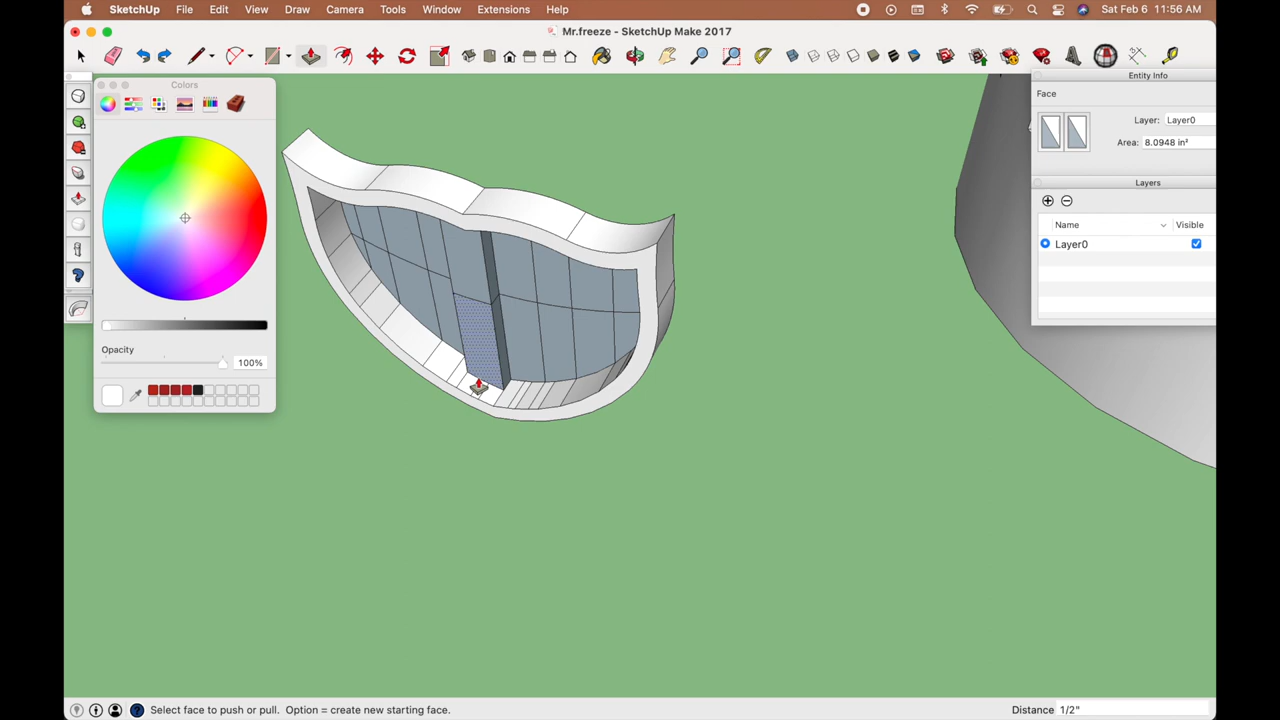 SketchUp File Edit View Draw Camera Tools Window Extensions Help Sat Feb 6 11:56 AM
Mr.freeze - SketchUp Make 2017
Colors
Opacity
100%
Entity Info
Face
Layer: Layer0
Area: 8.0948 in²
Layers
Name Visible
Layer0
Select face to push or pull. Option = create new starting face. Distance 1/2"